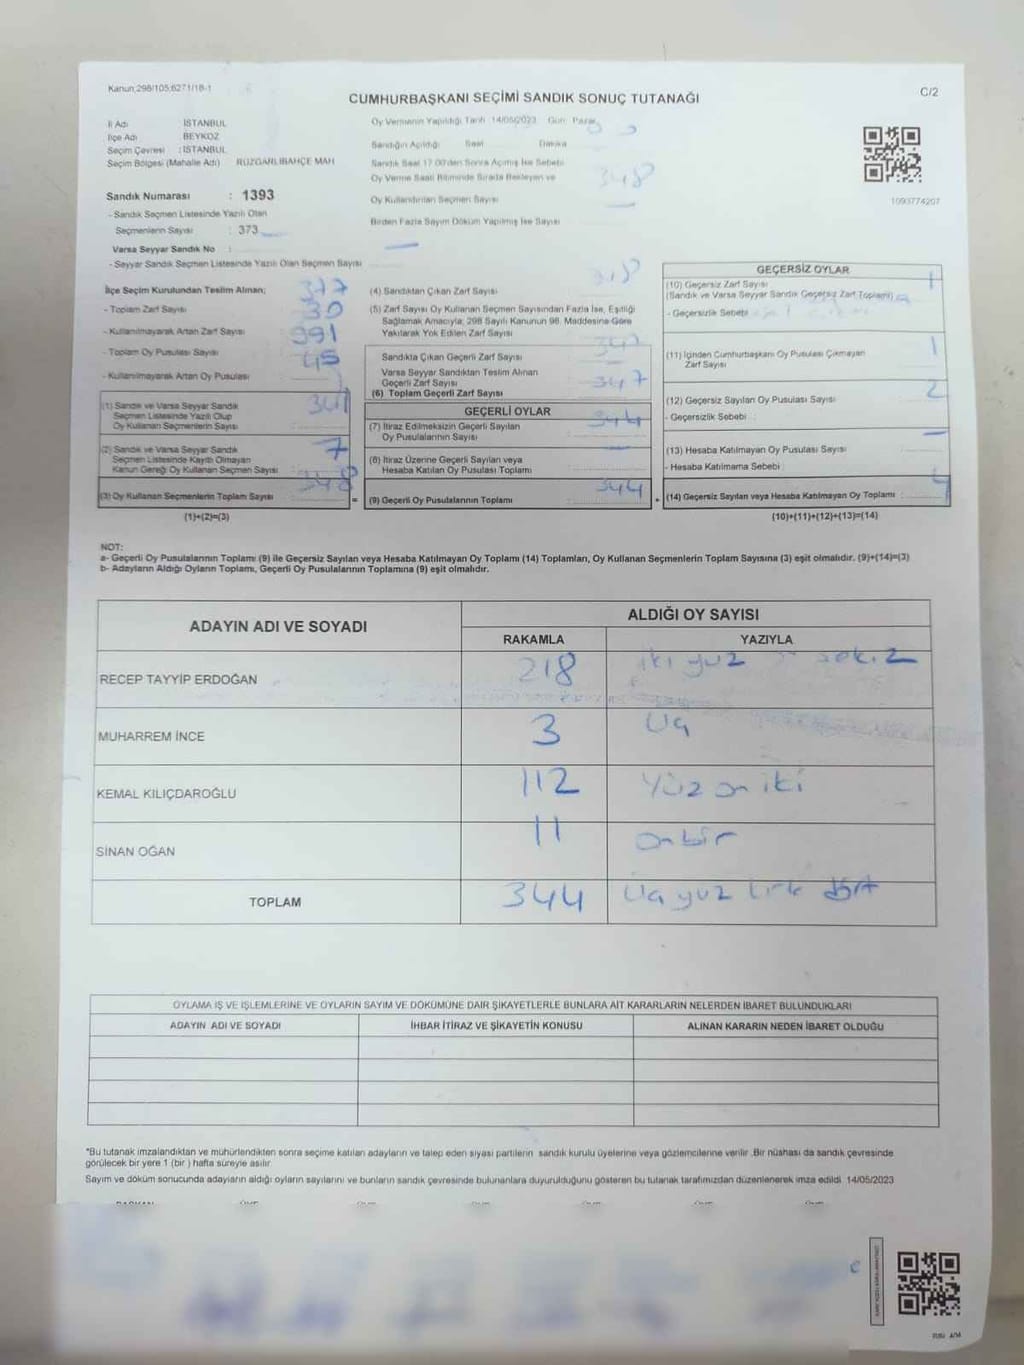 Kanun;298/105;6271/18-1
C/2
CUMHURBAŞKANI SEÇİMİ SANDIK SONUÇ TUTANAĞI
İl Adı İSTANBUL
İlçe Adı BEYKOZ
Seçim Çevresi : İSTANBUL
Seçim Bölgesi (Mahalle Adı) RÜZGARLIBAHÇE MAH
Sandık Numarası : 1393
- Sandık Seçmen Listesinde Yazılı Olan
Seçmenlerin Sayısı : 373
Varsa Seyyar Sandık No :
- Seyyar Sandık Seçmen Listesinde Yazılı Olan Seçmen Sayısı
Oy Vermenin Yapıldığı Tarih 14/05/2023 Gün Pazar
Sandığın Açıldığı Saat Dakika
Sandık Saat 17.00'den Sonra Açılmış İse Sebebi
Oy Verme Saati Bitiminde Sırada Bekleyen ve
Oy Kullandırılan Seçmen Sayısı
348
Birden Fazla Sayım Döküm Yapılmış İse Sayısı
1093774207
İlçe Seçim Kurulundan Teslim Alınan;
- Toplam Zarf Sayısı 377
- Kullanılmayarak Artan Zarf Sayısı 30
- Toplam Oy Pusulası Sayısı 391
- Kullanılmayarak Artan Oy Pusulası 45
(1) Sandık ve Varsa Seyyar Sandık
Seçmen Listesinde Yazılı Olup
Oy Kullanan Seçmenlerin Sayısı 341
(2) Sandık ve Varsa Seyyar Sandık
Seçmen Listesinde Kayıtlı Olmayan
Kanun Gereği Oy Kullanan Seçmen Sayısı 7
(3) Oy Kullanan Seçmenlerin Toplam Sayısı 348
(1)+(2)=(3)
(4) Sandıktan Çıkan Zarf Sayısı 348
(5) Zarf Sayısı Oy Kullanan Seçmen Sayısından Fazla İse, Eşitliği
Sağlamak Amacıyla, 298 Sayılı Kanunun 98. Maddesine Göre
Yakılarak Yok Edilen Zarf Sayısı
Sandıkta Çıkan Geçerli Zarf Sayısı 347
Varsa Seyyar Sandıktan Teslim Alınan
Geçerli Zarf Sayısı
(6) Toplam Geçerli Zarf Sayısı 347
GEÇERLİ OYLAR
(7) İtiraz Edilmeksizin Geçerli Sayılan
Oy Pusulalarının Sayısı 344
(8) İtiraz Üzerine Geçerli Sayılan veya
Hesaba Katılan Oy Pusulası Toplamı
= (9) Geçerli Oy Pusulalarının Toplamı 344
GEÇERSİZ OYLAR
(10) Geçersiz Zarf Sayısı 1
(Sandık ve Varsa Seyyar Sandık Geçersiz Zarf Toplamı)
- Geçersizlik Sebebi
(11) İçinden Cumhurbaşkanı Oy Pusulası Çıkmayan
Zarf Sayısı 1
(12) Geçersiz Sayılan Oy Pusulası Sayısı 2
- Geçersizlik Sebebi
(13) Hesaba Katılmayan Oy Pusulası Sayısı
- Hesaba Katılmama Sebebi
+ (14) Geçersiz Sayılan veya Hesaba Katılmayan Oy Toplamı 4
(10)+(11)+(12)+(13)=(14)
NOT:
a- Geçerli Oy Pusulalarının Toplamı (9) ile Geçersiz Sayılan veya Hesaba Katılmayan Oy Toplamı (14) Toplamları, Oy Kullanan Seçmenlerin Toplam Sayısına (3) eşit olmalıdır. (9)+(14)=(3)
b- Adayların Aldığı Oyların Toplamı, Geçerli Oy Pusulalarının Toplamına (9) eşit olmalıdır.
ADAYIN ADI VE SOYADI ALDIĞI OY SAYISI
RAKAMLA YAZIYLA
RECEP TAYYİP ERDOĞAN 218 iki yüz sekiz
MUHARREM İNCE 3 Üç
KEMAL KILIÇDAROĞLU 112 Yüz on iki
SİNAN OĞAN 11 onbir
TOPLAM 344 Üç yüz kırk dört
OYLAMA İŞ VE İŞLEMLERİNE VE OYLARIN SAYIM VE DÖKÜMÜNE DAİR ŞİKAYETLERLE BUNLARA AİT KARARLARIN NELERDEN İBARET BULUNDUKLARI
ADAYIN ADI VE SOYADI İHBAR İTİRAZ VE ŞİKAYETİN KONUSU ALINAN KARARIN NEDEN İBARET OLDUĞU
*Bu tutanak imzalandıktan ve mühürlendikten sonra seçime katılan adayların ve talep eden siyasi partilerin sandık kurulu üyelerine veya gözlemcilerine verilir .Bir nüshası da sandık çevresinde
görülecek bir yere 1 (bir ) hafta süreyle asılır
Sayım ve döküm sonucunda adayların aldığı oyların sayılarını ve bunların sandık çevresinde bulunanlara duyurulduğunu gösteren bu tutanak tarafımızdan düzenlenerek imza edildi 14/05/2023